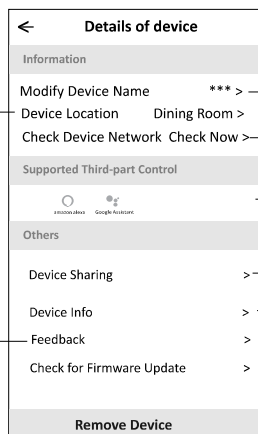 ← Details of device
Information
Modify Device Name *** >
Device Location Dining Room >
Check Device Network Check Now >
Supported Third-part Control
amazon alexa Google Assistant
Others
Device Sharing >
Device Info >
Feedback >
Check for Firmware Update >
Remove Device